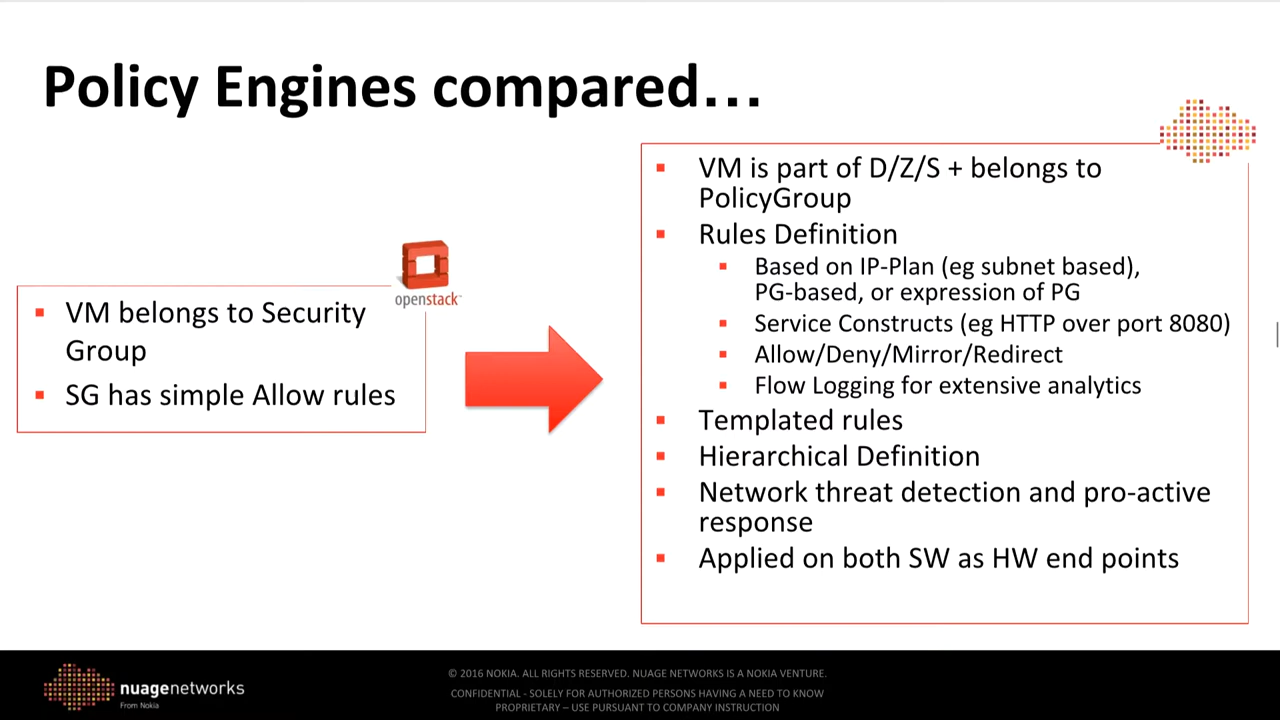 Policy Engines compared…
openstack™
VM belongs to Security
Group
SG has simple Allow rules
VM is part of D/Z/S + belongs to
PolicyGroup
Rules Definition
Based on IP-Plan (eg subnet based),
PG-based, or expression of PG
Service Constructs (eg HTTP over port 8080)
Allow/Deny/Mirror/Redirect
Flow Logging for extensive analytics
Templated rules
Hierarchical Definition
Network threat detection and pro-active
response
Applied on both SW as HW end points
nuagenetworks
From Nokia
© 2016 NOKIA. ALL RIGHTS RESERVED. NUAGE NETWORKS IS A NOKIA VENTURE.
CONFIDENTIAL - SOLELY FOR AUTHORIZED PERSONS HAVING A NEED TO KNOW
PROPRIETARY – USE PURSUANT TO COMPANY INSTRUCTION